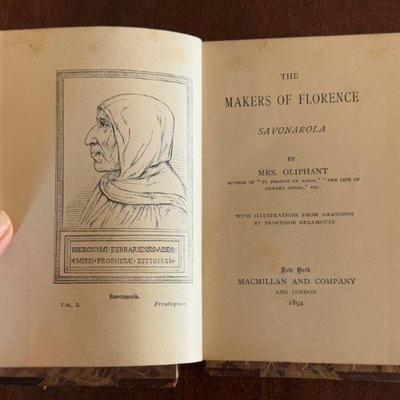 HIERONYMI·FERRARIENSIS·A·DEO
MISSI·PROPHETÆ·EFFIGIES
Savonarola.
Frontispiece
THE
MAKERS OF FLORENCE
SAVONAROLA
BY
MRS. OLIPHANT
AUTHOR OF "ST. FRANCIS OF ASSISI," "THE LIFE OF
EDWARD IRVING," ETC.
WITH ILLUSTRATIONS FROM DRAWINGS
BY PROFESSOR DELAMOTTE
New York
MACMILLAN AND COMPANY
AND LONDON
1894